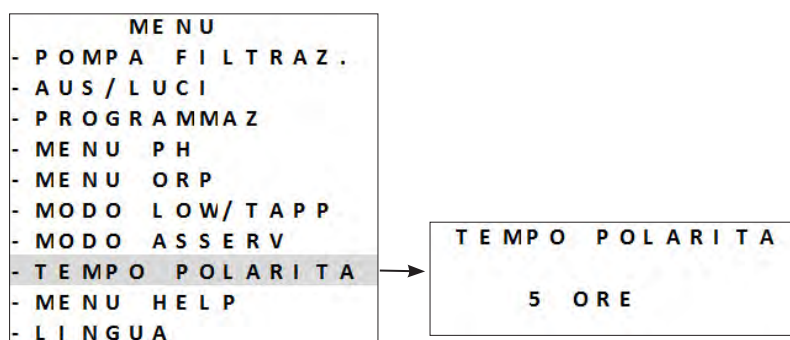 MENU
- POMPA FILTRAZ.
- AUS/LUCI
- PROGRAMMAZ
- MENU PH
- MENU ORP
- MODO LOW/TAPP
- MODO ASSERV
- TEMPO POLARITA
- MENU HELP
- LINGUA
TEMPO POLARITA
5 ORE